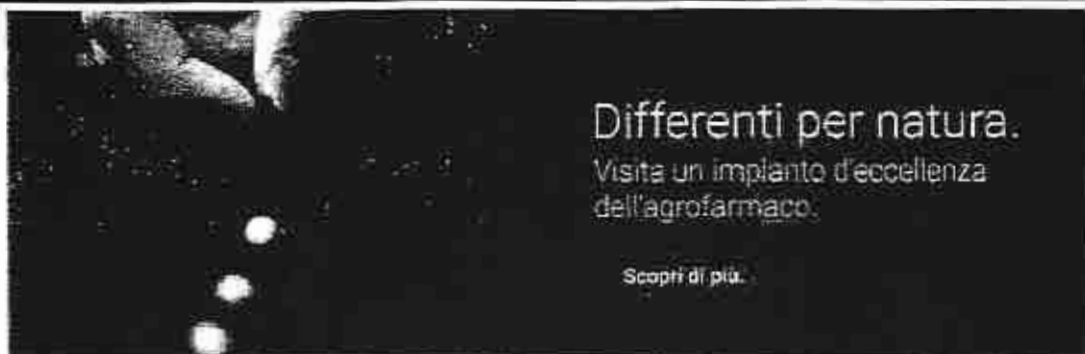 Differenti per natura.
Visita un impianto d'eccellenza
dell'agrofarmaco.
Scopri di più.